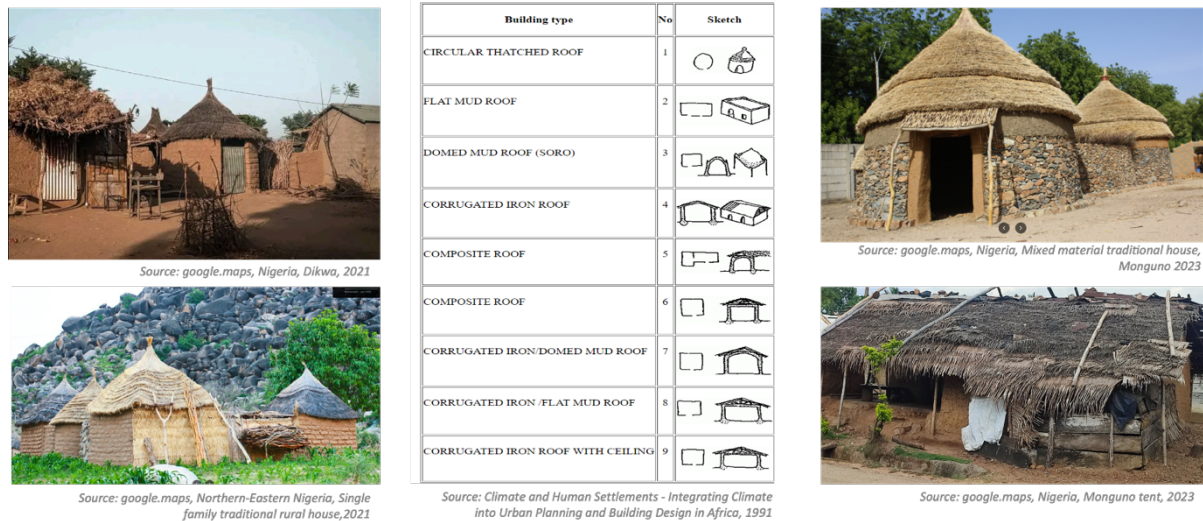 Source: google.maps, Nigeria, Dikwa, 2021
Source: google.maps, Northern-Eastern Nigeria, Single
family traditional rural house,2021
Building type No Sketch
CIRCULAR THATCHED ROOF 1
FLAT MUD ROOF 2
DOMED MUD ROOF (SORO) 3
CORRUGATED IRON ROOF 4
COMPOSITE ROOF 5
COMPOSITE ROOF 6
CORRUGATED IRON/DOMED MUD ROOF 7
CORRUGATED IRON /FLAT MUD ROOF 8
CORRUGATED IRON ROOF WITH CEILING 9
Source: Climate and Human Settlements - Integrating Climate
into Urban Planning and Building Design in Africa, 1991
Source: google.maps, Nigeria, Mixed material traditional house,
Monguno 2023
Source: google.maps, Nigeria, Monguno tent, 2023